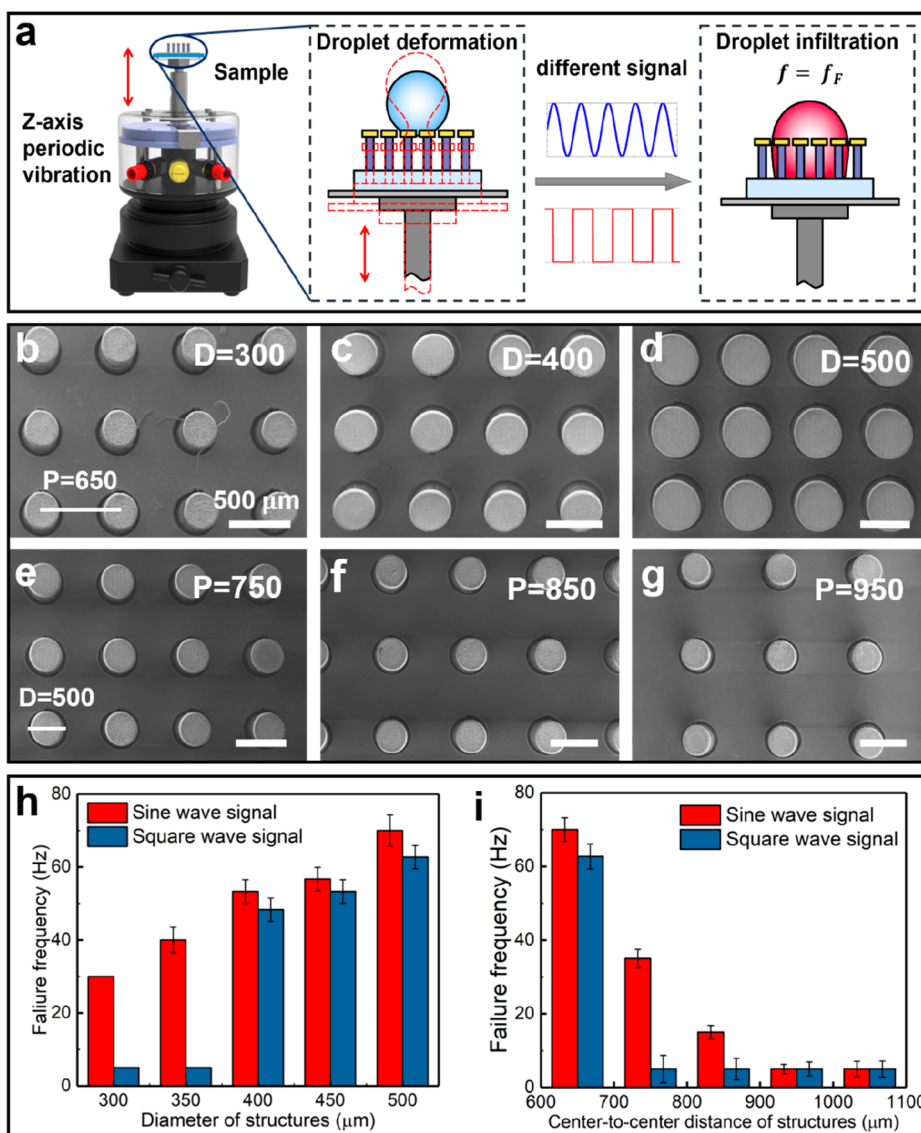 a
Sample
Z-axis
periodic
vibration
Droplet deformation
different signal
Droplet infiltration
f = f_F
b
D=300
P=650
500 μm
c
D=400
d
D=500
e
P=750
D=500
f
P=850
g
P=950
h
80
60
40
20
0
Faliure frequency (Hz)
Sine wave signal
Square wave signal
300 350 400 450 500
Diameter of structures (μm)
i
80
60
40
20
0
Failure frequency (Hz)
Sine wave signal
Square wave signal
600 700 800 900 1000 1100
Center-to-center distance of structures (μm)